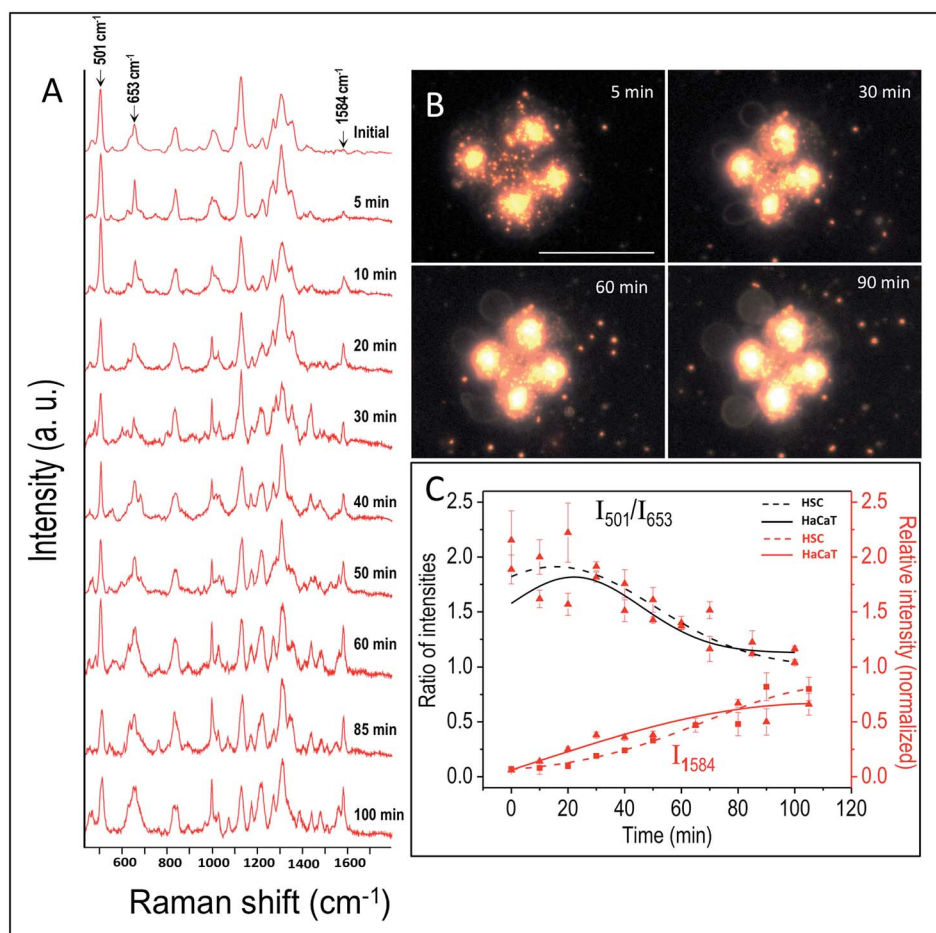 A
501 cm-1
653 cm-1
1584 cm-1
Initial
5 min
10 min
20 min
30 min
40 min
50 min
60 min
85 min
100 min
Intensity (a. u.)
600 800 1000 1200 1400 1600
Raman shift (cm-1)
B
5 min
30 min
60 min
90 min
C
I501/I653
HSC
HaCaT
HSC
HaCaT
I1584
2.5
2.0
1.5
1.0
0.5
0.0
Ratio of intensities
2.5
2.0
1.5
1.0
0.5
0.0
Relative intensity (normalized)
0 20 40 60 80 100 120
Time (min)